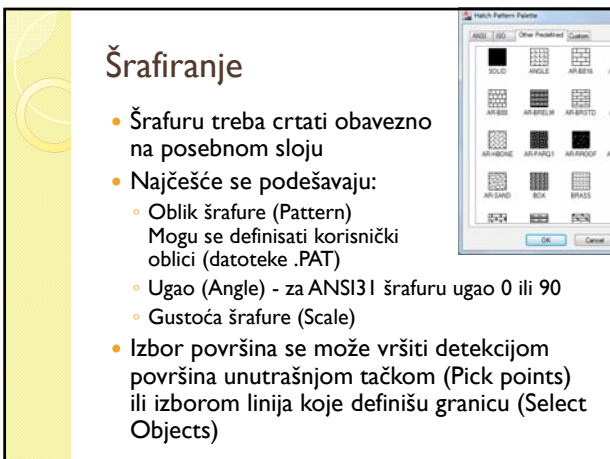 Šrafiranje
Šrafuru treba crtati obavezno
na posebnom sloju
Najčešće se podešavaju:
Oblik šrafure (Pattern)
Mogu se definisati korisnički
oblici (datoteke .PAT)
Ugao (Angle) - za ANSI31 šrafuru ugao 0 ili 90
Gustoća šrafure (Scale)
Izbor površina se može vršiti detekcijom
površina unutrašnjom tačkom (Pick points)
ili izborom linija koje definišu granicu (Select
Objects)
Hatch Pattern Palette
ANSI ISO Other Predefined Custom
SOLID ANGLE AR-B816
AR-B88 AR-BRELM AR-BRSTD
AR-HBONE AR-PARQ1 AR-RROOF
AR-SAND BOX BRASS
OK Cancel